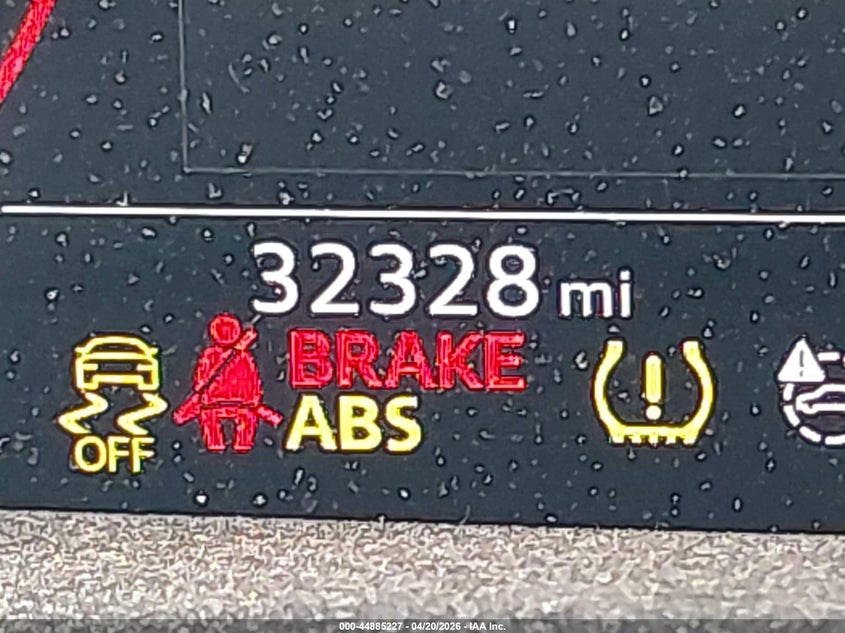 32328 mi
BRAKE
ABS
OFF
000-44885227 - 04/20/2026 - IAA Inc.